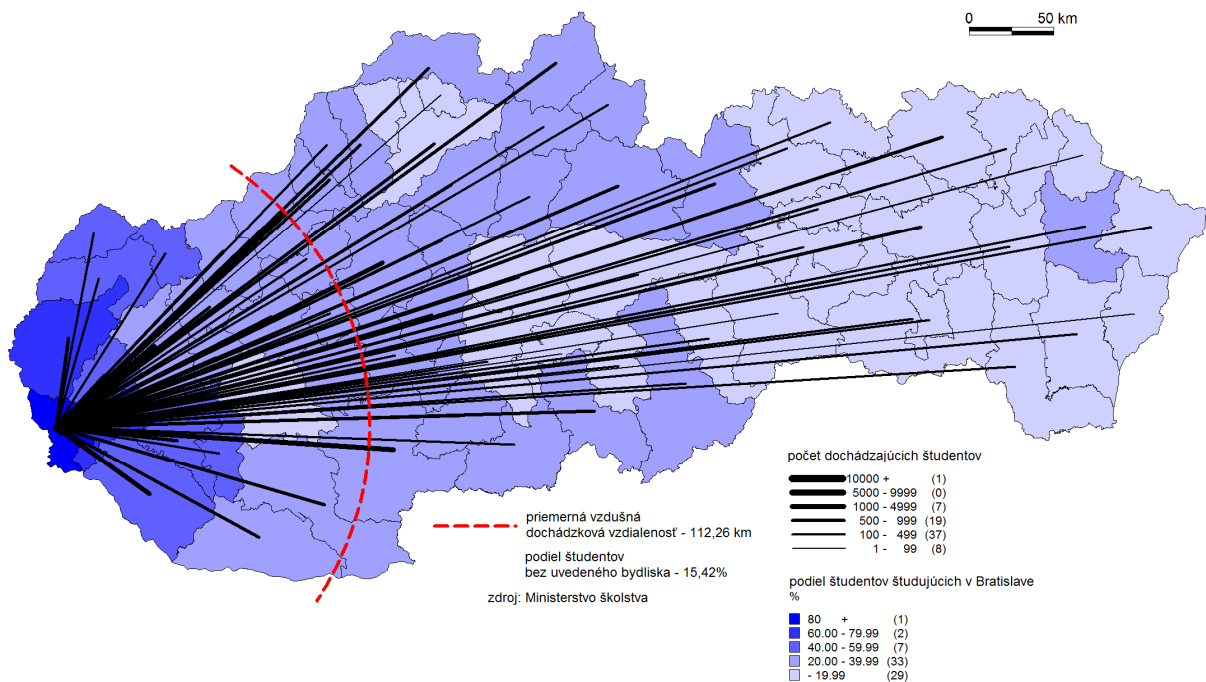 0 50 km
počet dochádzajúcich študentov
10000 + (1)
5000 - 9999 (0)
1000 - 4999 (7)
500 - 999 (19)
100 - 499 (37)
1 - 99 (8)
priemerná vzdušná
dochádzková vzdialenosť - 112,26 km
podiel študentov
bez uvedeného bydliska - 15,42%
zdroj: Ministerstvo školstva
podiel študentov študujúcich v Bratislave
%
80 + (1)
60.00 - 79.99 (2)
40.00 - 59.99 (7)
20.00 - 39.99 (33)
- 19.99 (29)